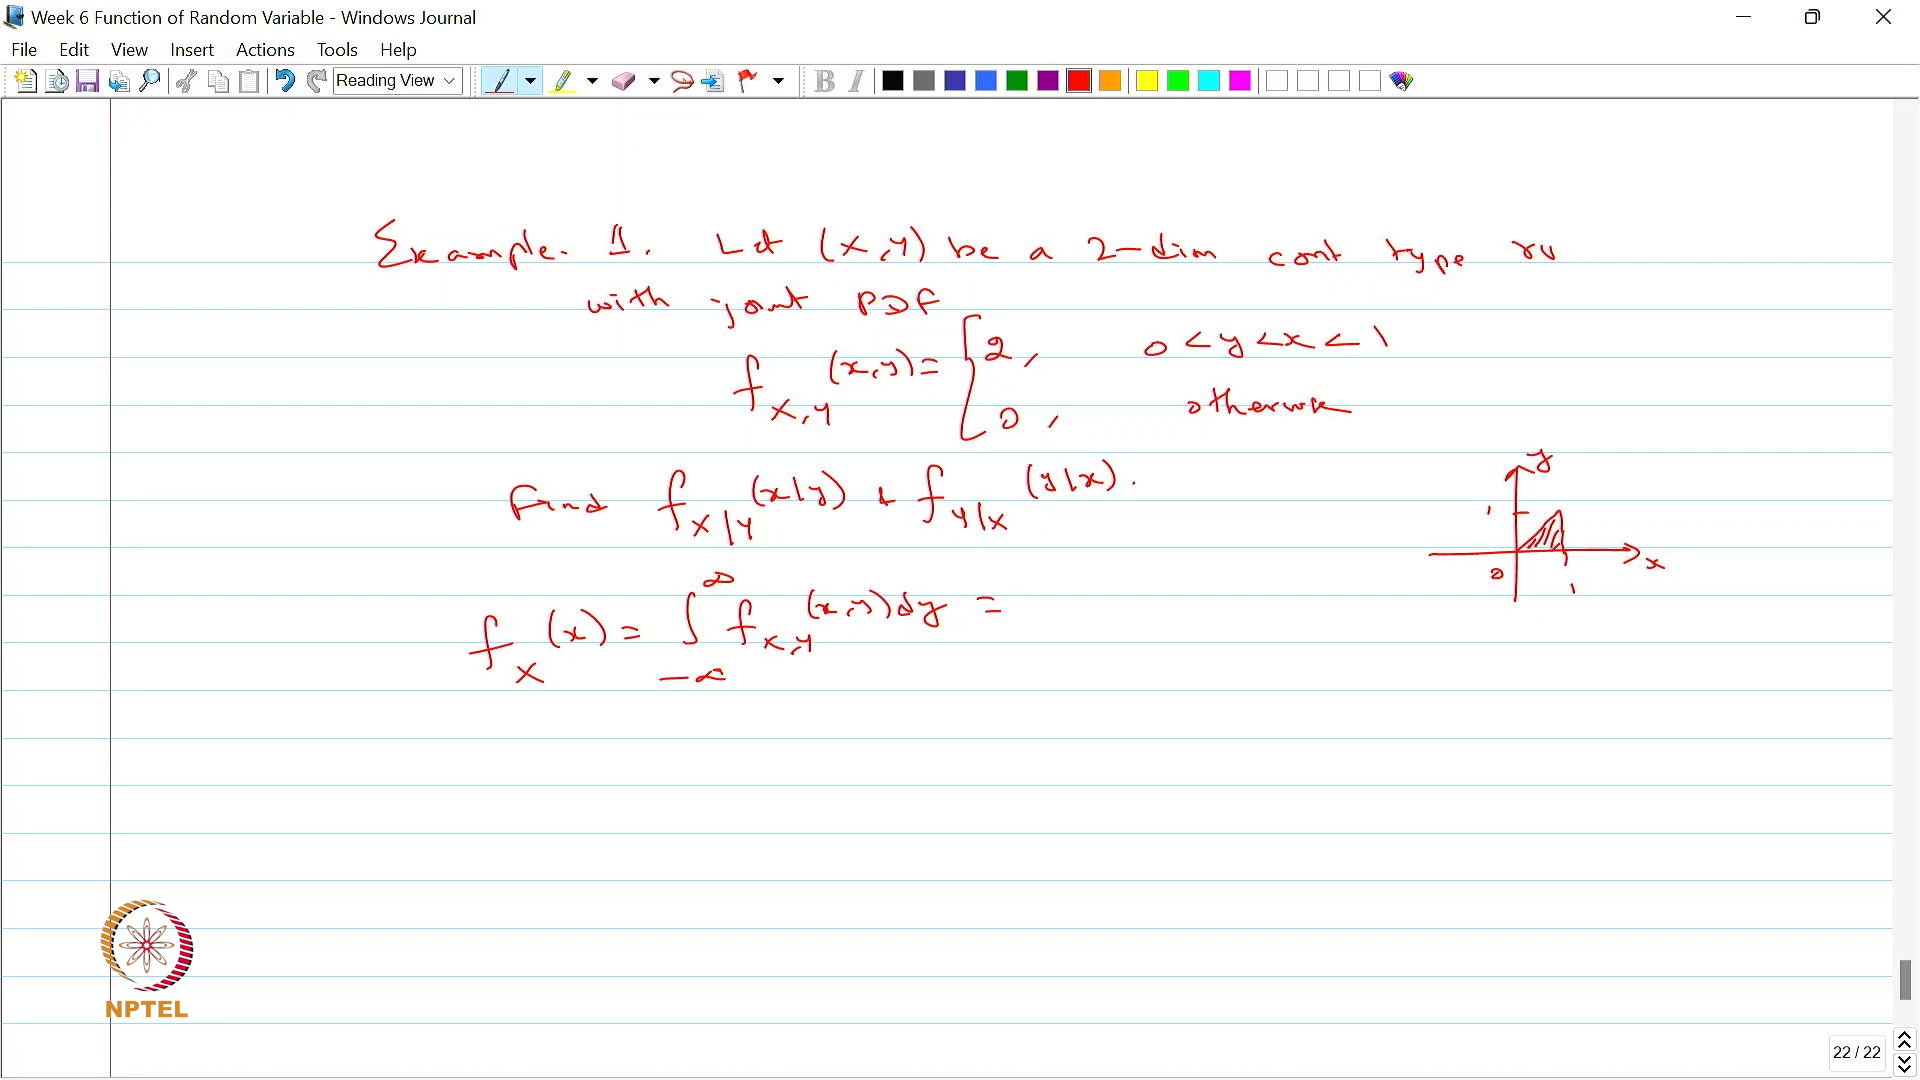 Week 6 Function of Random Variable - Windows Journal
File Edit View Insert Actions Tools Help
Reading View B I
Example. 1. Let (X,Y) be a 2-dim cont type rv
with joint PDF
f_{X,Y}(x,y) = { 2, 0 < y < x < 1
0, otherwise
Find f_{X|Y}(x|y) & f_{Y|X}(y|x).
y
1
0 1 x
f_X(x) = ∫_{-∞}^{∞} f_{X,Y}(x,y) dy =
NPTEL
22 / 22